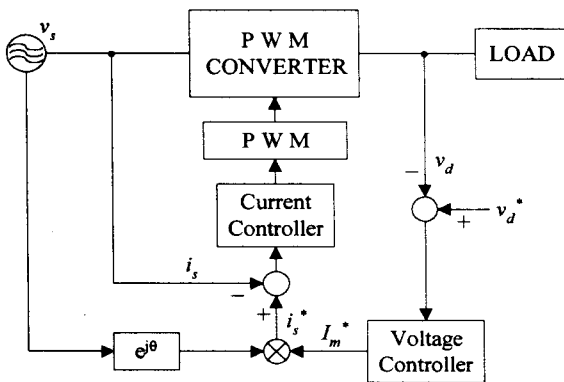 v_s
P W M
CONVERTER
LOAD
P W M
− v_d
Current
Controller
+ v_d*
i_s −
+ i_s*
I_m*
e^jθ
Voltage
Controller